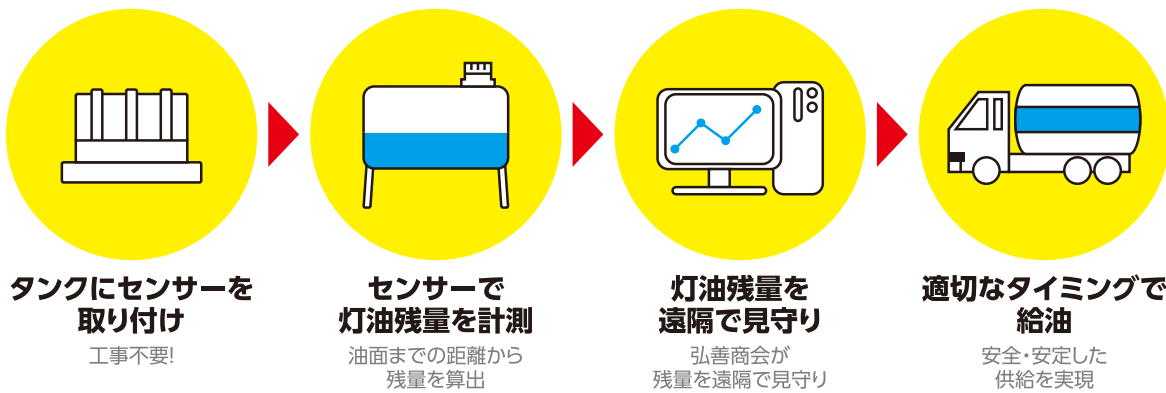 タンクにセンサーを
取り付け
工事不要!
センサーで
灯油残量を計測
油面までの距離から
残量を算出
灯油残量を
遠隔で見守り
弘善商会が
残量を遠隔で見守り
適切なタイミングで
給油
安全・安定した
供給を実現